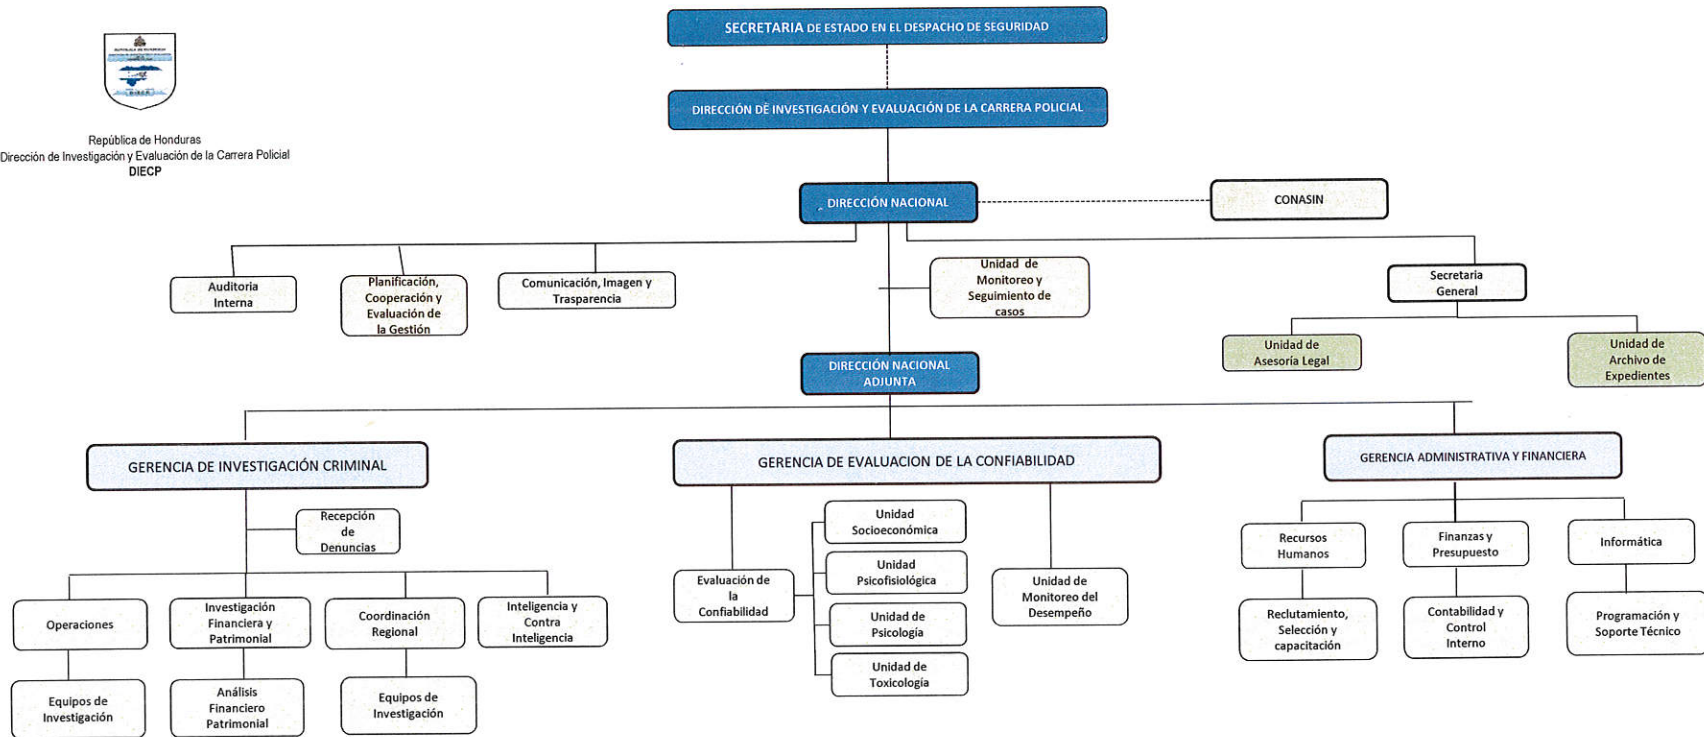 SECRETARIA DE ESTADO EN EL DESPACHO DE SEGURIDAD
DIRECCIÓN DE INVESTIGACIÓN Y EVALUACIÓN DE LA CARRERA POLICIAL
República de Honduras
Dirección de Investigación y Evaluación de la Carrera Policial
DIECP
DIRECCIÓN NACIONAL
CONASIN
Auditoria
Interna
Planificación,
Cooperación y
Evaluación de
la Gestión
Comunicación, Imagen y
Trasparencia
Unidad de
Monitoreo y
Seguimiento de
casos
Secretaria
General
Unidad de
Asesoría Legal
Unidad de
Archivo de
Expedientes
DIRECCIÓN NACIONAL
ADJUNTA
GERENCIA DE INVESTIGACIÓN CRIMINAL
GERENCIA DE EVALUACION DE LA CONFIABILIDAD
GERENCIA ADMINISTRATIVA Y FINANCIERA
Recepción
de
Denuncias
Operaciones
Investigación
Financiera y
Patrimonial
Coordinación
Regional
Inteligencia y
Contra
Inteligencia
Equipos de
Investigación
Análisis
Financiero
Patrimonial
Equipos de
Investigación
Evaluación de
la
Confiabilidad
Unidad
Socioeconómica
Unidad
Psicofisiológica
Unidad de
Psicología
Unidad de
Toxicología
Unidad de
Monitoreo del
Desempeño
Recursos
Humanos
Finanzas y
Presupuesto
Informática
Reclutamiento,
Selección y
capacitación
Contabilidad y
Control
Interno
Programación y
Soporte Técnico